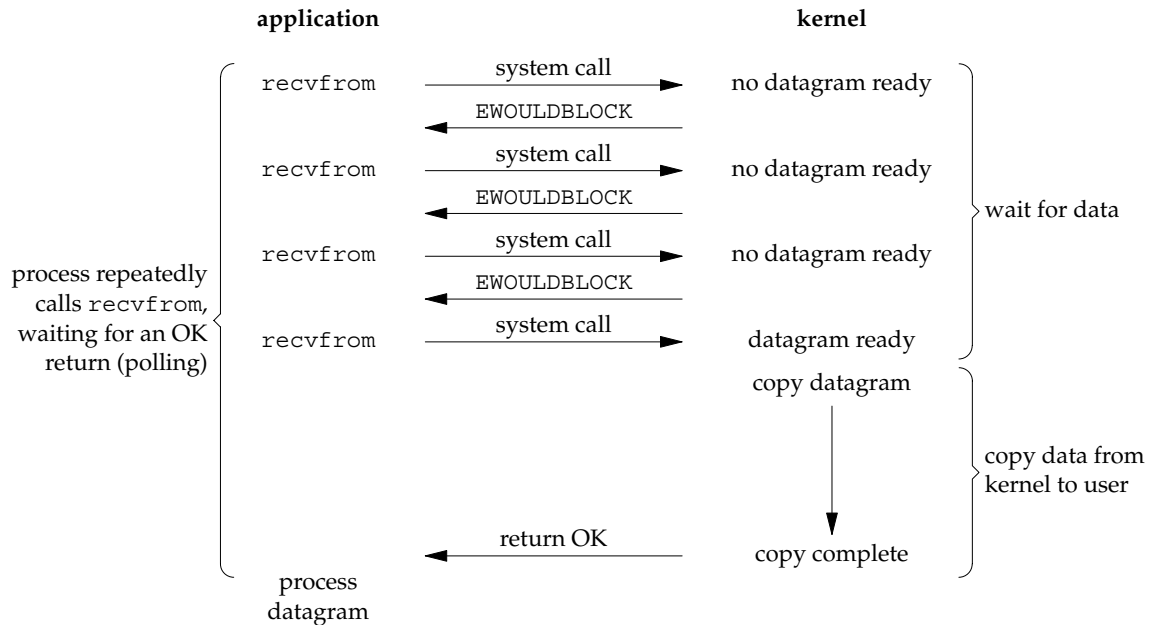 application kernel
recvfrom system call no datagram ready
EWOULDBLOCK
recvfrom system call no datagram ready
EWOULDBLOCK
wait for data
recvfrom system call no datagram ready
EWOULDBLOCK
process repeatedly
calls recvfrom,
waiting for an OK
return (polling)
recvfrom system call datagram ready
copy datagram
copy data from
kernel to user
return OK copy complete
process
datagram